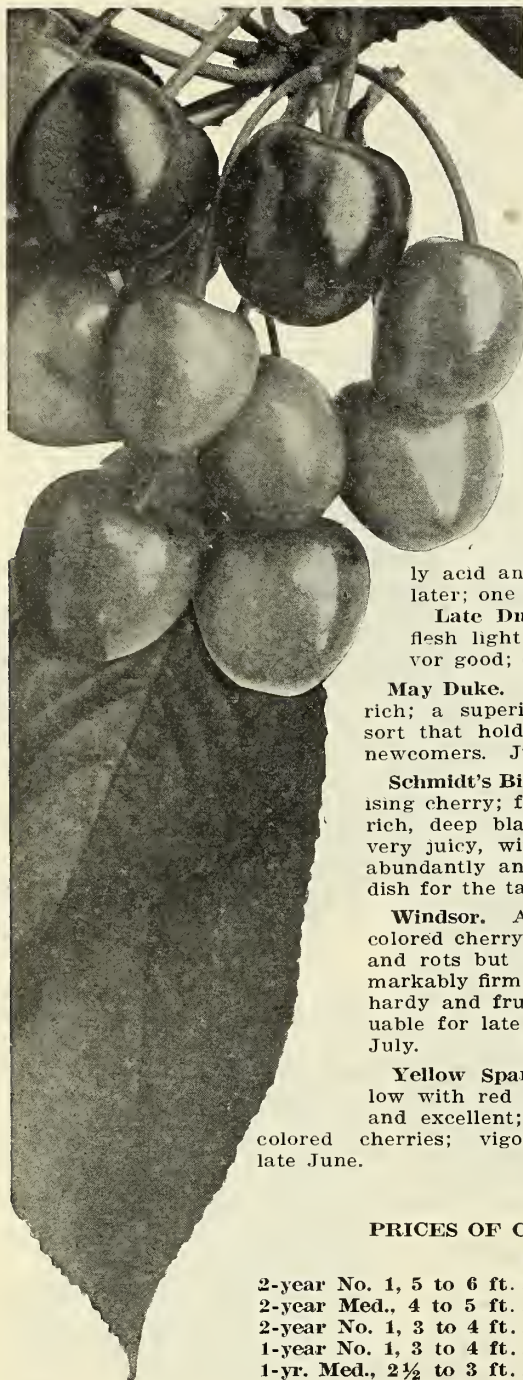 ly acid an
later; one
Late Du
flesh light
vor good;
May Duke.
rich; a superi
sort that hold
newcomers. J
Schmidt's Bi
ising cherry; f
rich, deep bla
very juicy, wi
abundantly an
dish for the ta
Windsor. A
colored cherry
and rots but
markably firm
hardy and fru
uable for late
July.
Yellow Spa
low with red
and excellent;
colored cherries; vigo
late June.
PRICES OF C
2-year No. 1, 5 to 6 ft.
2-year Med., 4 to 5 ft.
2-year No. 1, 3 to 4 ft.
1-year No. 1, 3 to 4 ft.
1-yr. Med., 2½ to 3 ft.